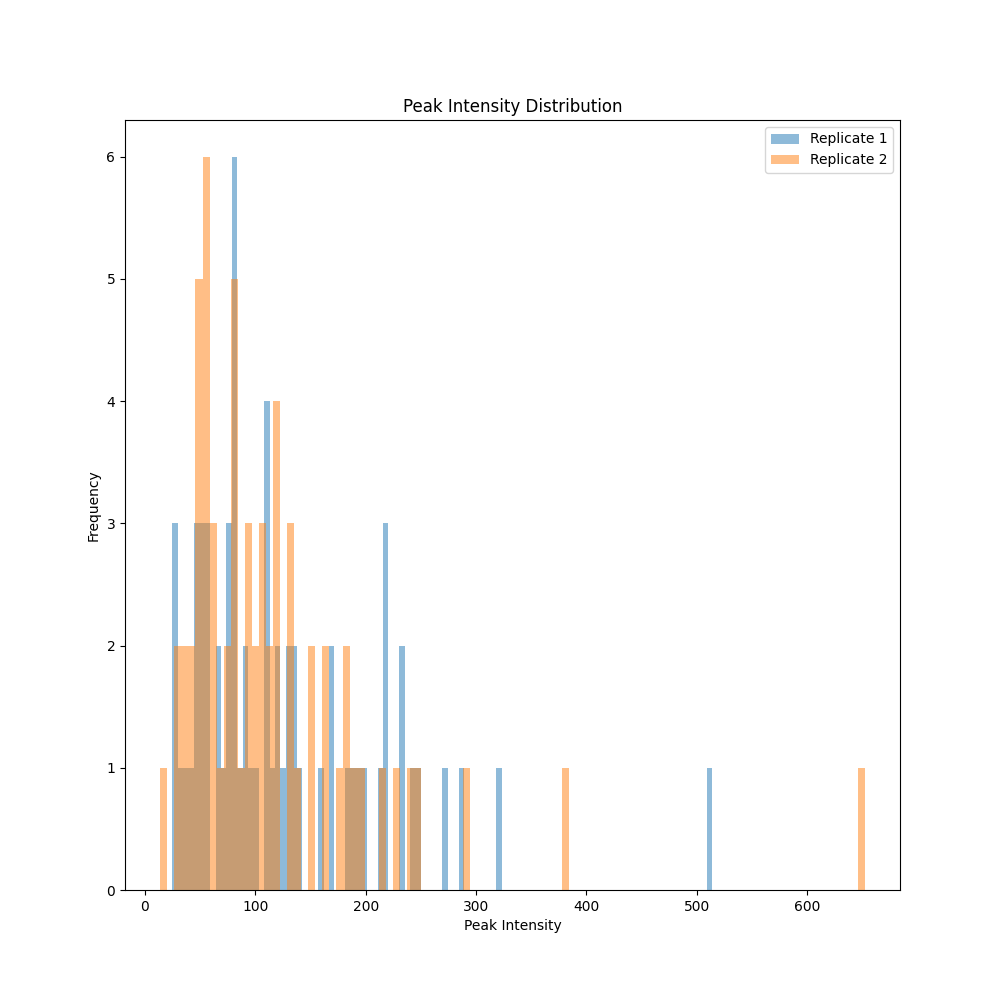 Peak Intensity Distribution
Replicate 1
Replicate 2
6
5
4
3
2
1
0
Frequency
0 100 200 300 400 500 600
Peak Intensity